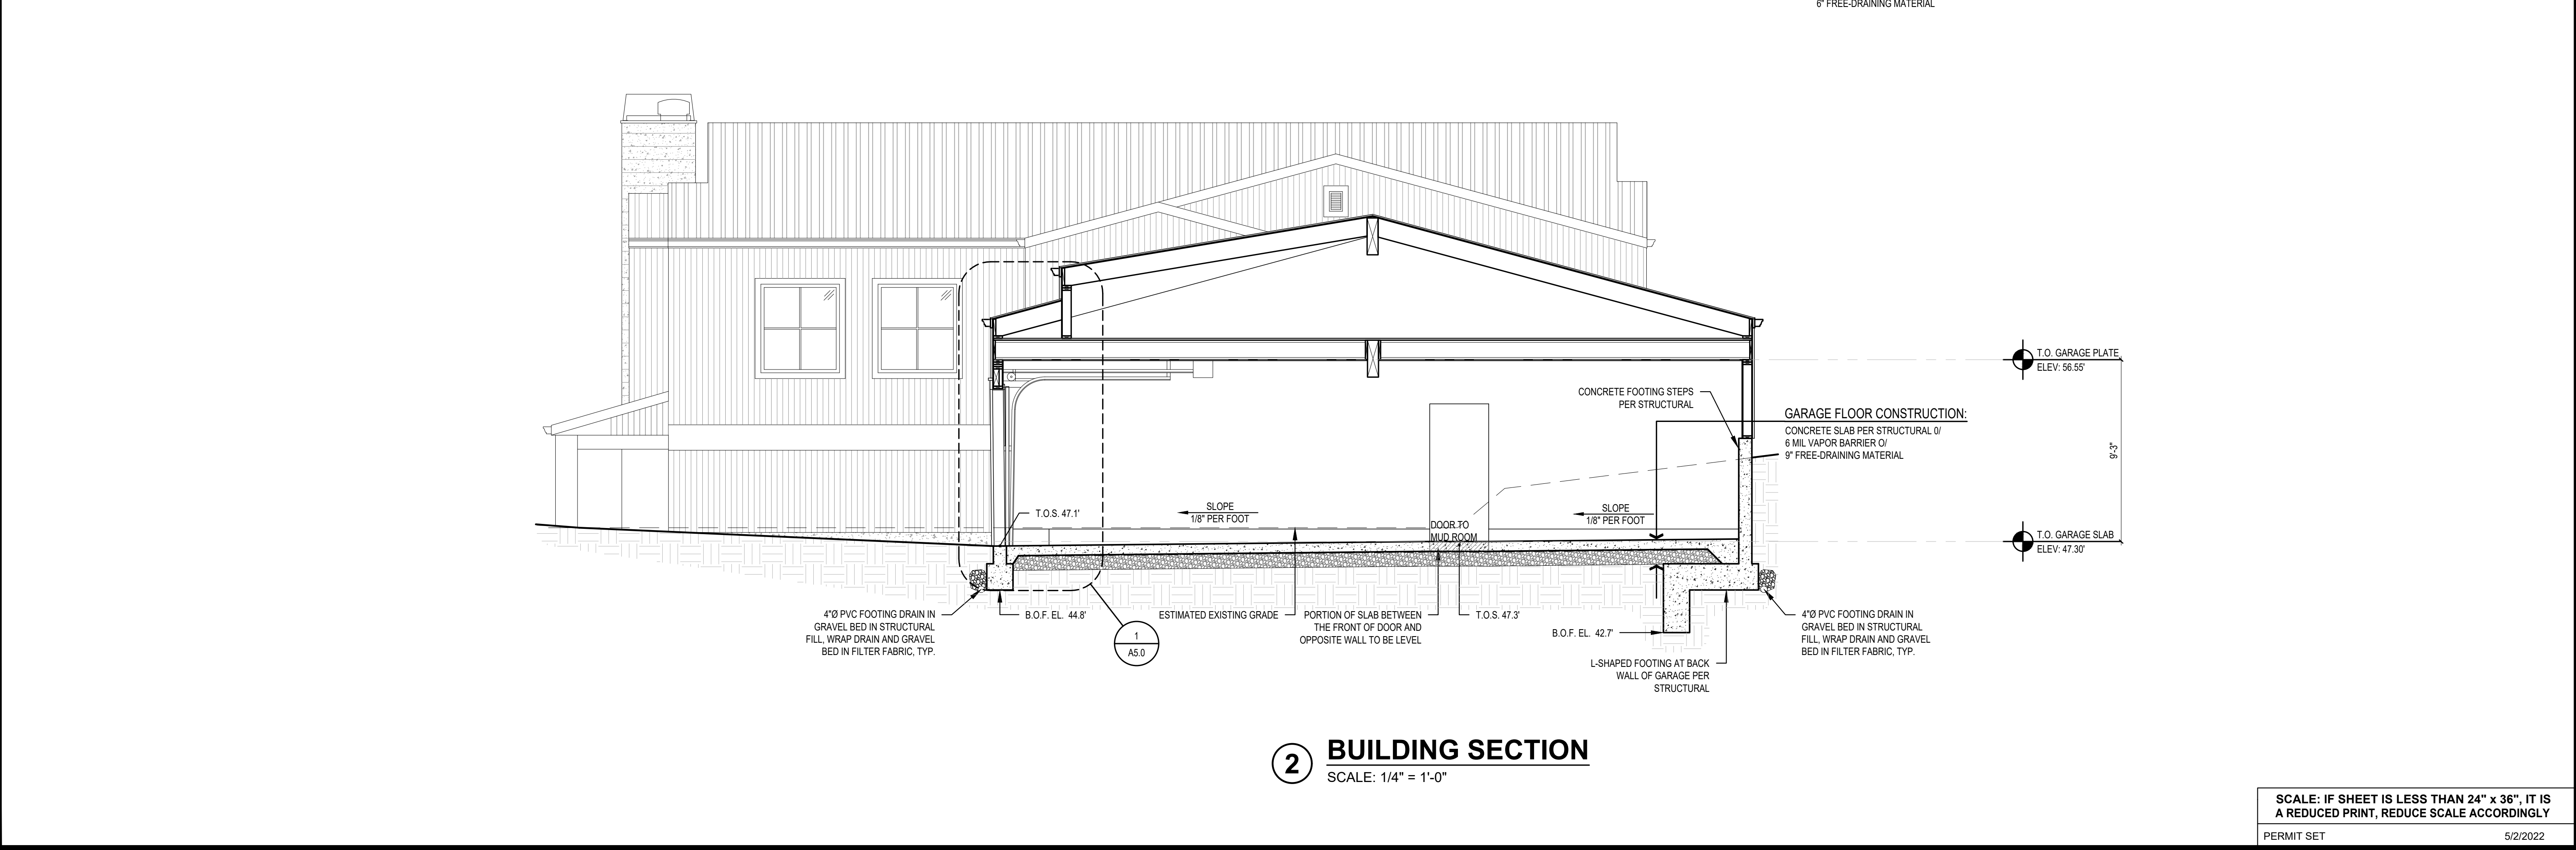 6" FREE-DRAINING MATERIAL
T.O. GARAGE PLATE
ELEV: 56.55'
CONCRETE FOOTING STEPS
PER STRUCTURAL
GARAGE FLOOR CONSTRUCTION:
CONCRETE SLAB PER STRUCTURAL 0/
6 MIL VAPOR BARRIER O/
9" FREE-DRAINING MATERIAL
9'-3"
T.O.S. 47.1'
SLOPE
1/8" PER FOOT
DOOR TO
MUD ROOM
SLOPE
1/8" PER FOOT
T.O. GARAGE SLAB
ELEV: 47.30'
4"Ø PVC FOOTING DRAIN IN
GRAVEL BED IN STRUCTURAL
FILL, WRAP DRAIN AND GRAVEL
BED IN FILTER FABRIC, TYP.
B.O.F. EL. 44.8'
1
A5.0
ESTIMATED EXISTING GRADE
PORTION OF SLAB BETWEEN
THE FRONT OF DOOR AND
OPPOSITE WALL TO BE LEVEL
T.O.S. 47.3'
B.O.F. EL. 42.7'
L-SHAPED FOOTING AT BACK
WALL OF GARAGE PER
STRUCTURAL
4"Ø PVC FOOTING DRAIN IN
GRAVEL BED IN STRUCTURAL
FILL, WRAP DRAIN AND GRAVEL
BED IN FILTER FABRIC, TYP.
2
BUILDING SECTION
SCALE: 1/4" = 1'-0"
SCALE: IF SHEET IS LESS THAN 24" x 36", IT IS
A REDUCED PRINT, REDUCE SCALE ACCORDINGLY
PERMIT SET 5/2/2022